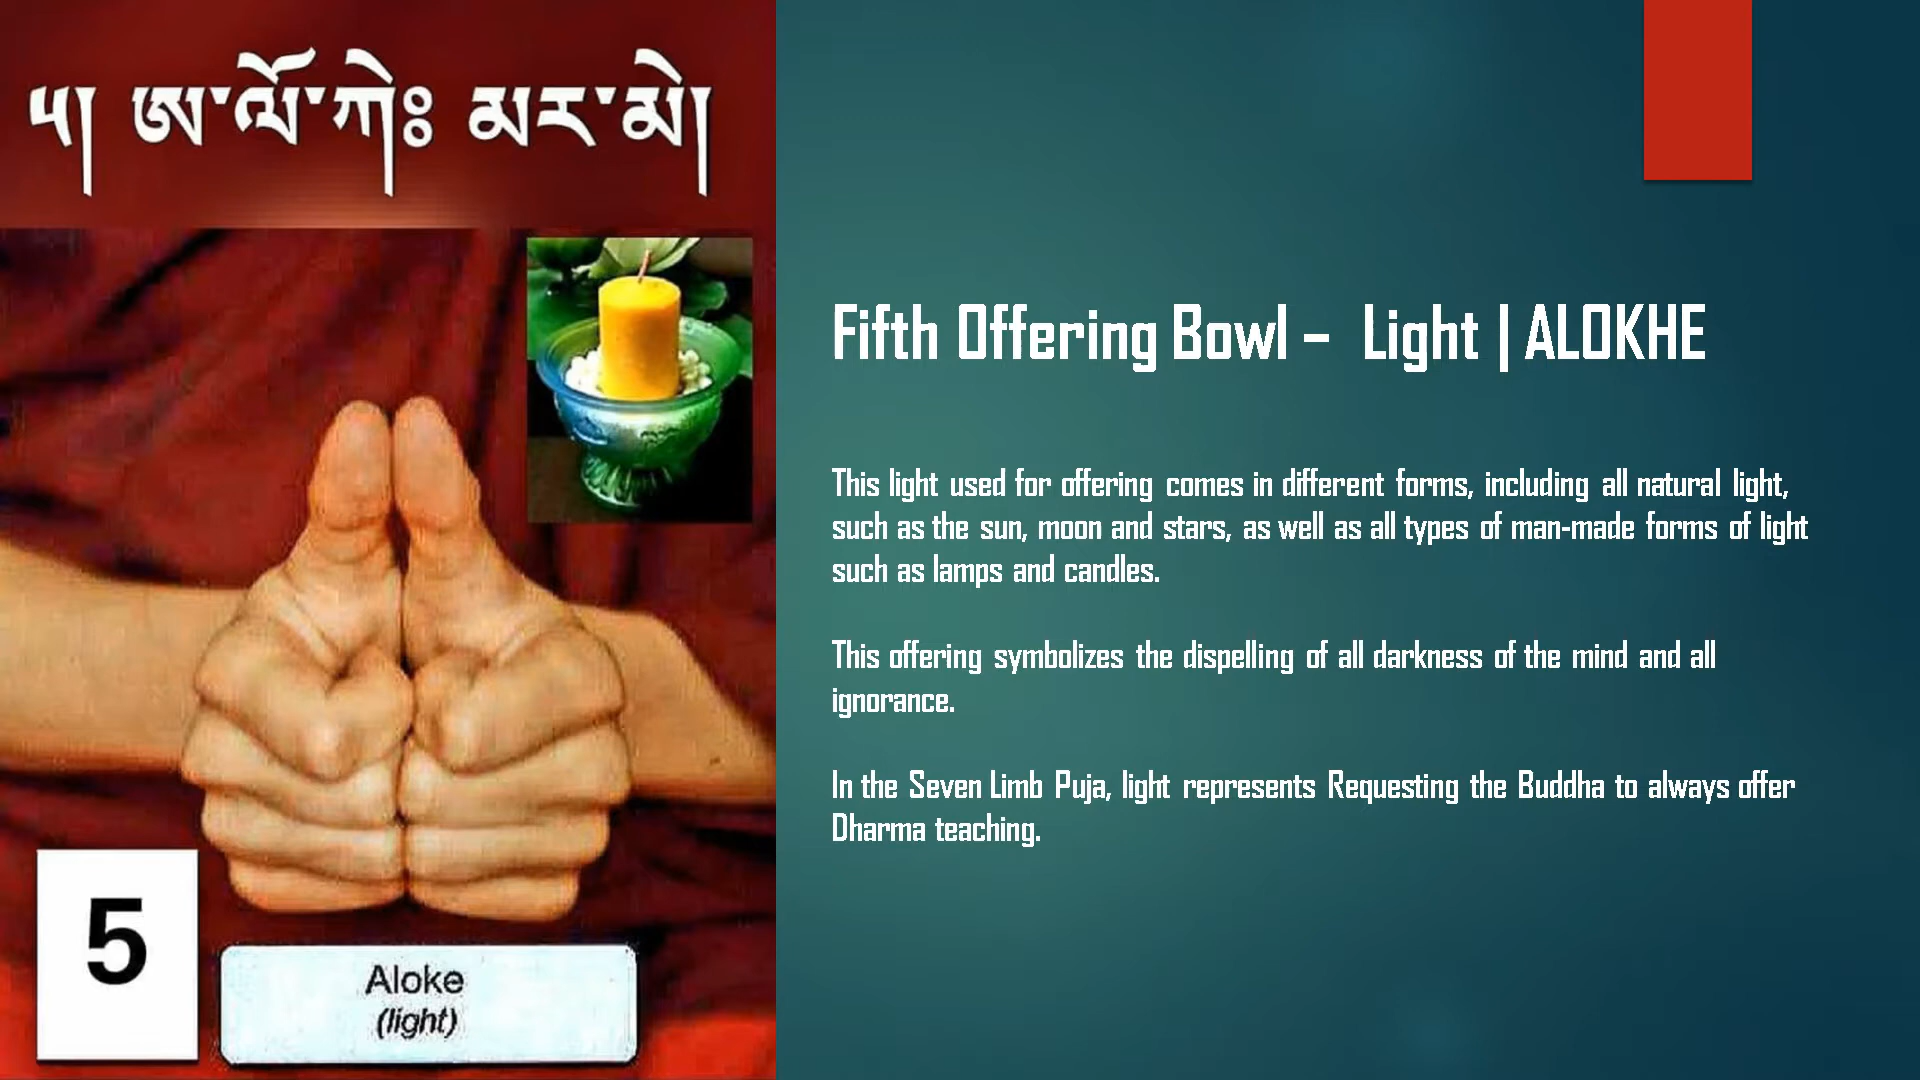 ༥། ཨ་ལོ་ཀེཿ མར་མེ།
5
Aloke
(light)
Fifth Offering Bowl – Light | ALOKHE
This light used for offering comes in different forms, including all natural light,
such as the sun, moon and stars, as well as all types of man-made forms of light
such as lamps and candles.
This offering symbolizes the dispelling of all darkness of the mind and all
ignorance.
In the Seven Limb Puja, light represents Requesting the Buddha to always offer
Dharma teaching.